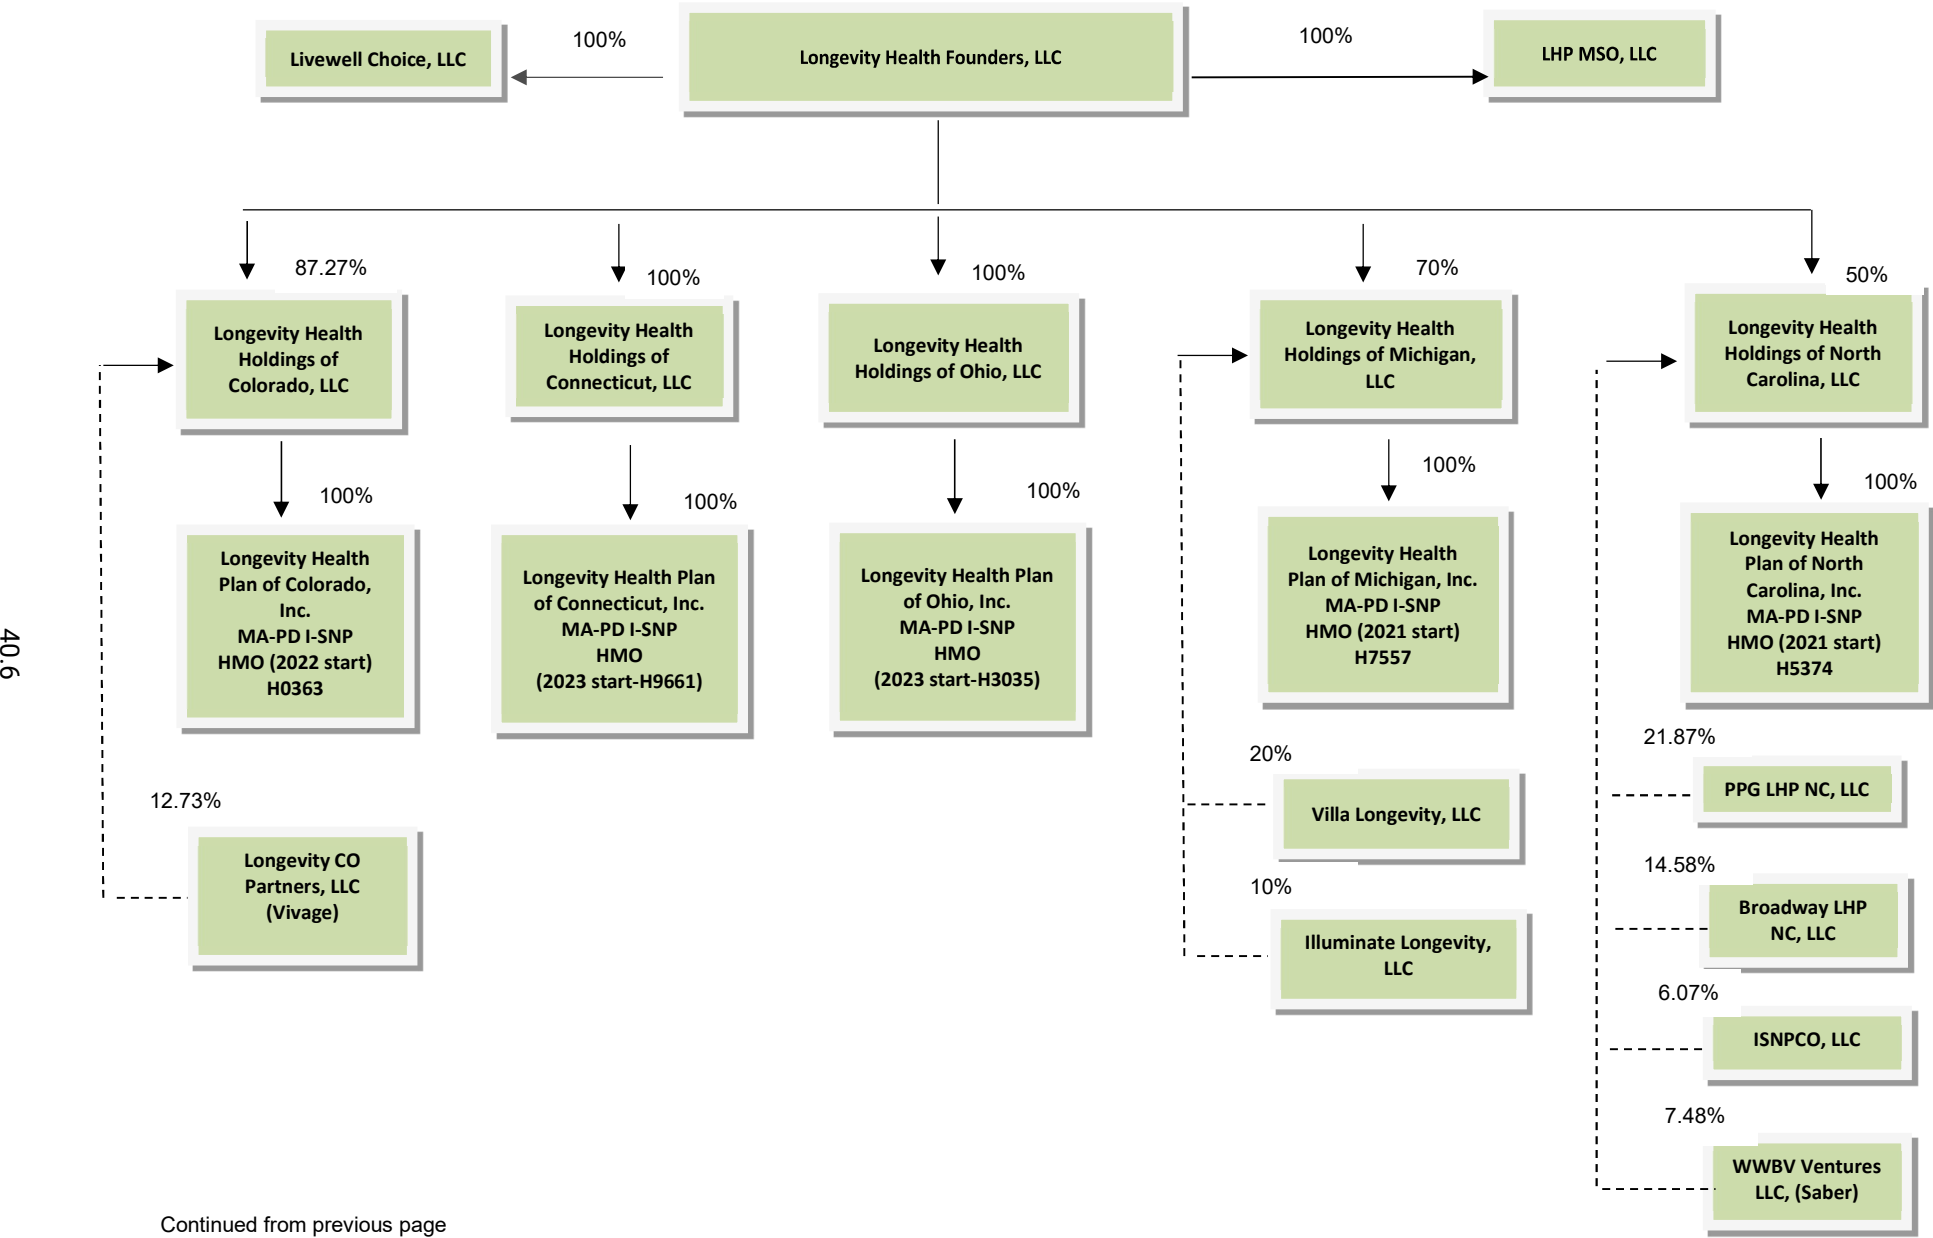 Livewell Choice, LLC
100%
Longevity Health Founders, LLC
100%
LHP MSO, LLC
87.27%
100%
100%
70%
50%
Longevity Health
Holdings of
Colorado, LLC
Longevity Health
Holdings of
Connecticut, LLC
Longevity Health
Holdings of Ohio, LLC
Longevity Health
Holdings of Michigan,
LLC
Longevity Health
Holdings of North
Carolina, LLC
100%
100%
100%
100%
100%
Longevity Health
Plan of Colorado,
Inc.
MA-PD I-SNP
HMO (2022 start)
H0363
Longevity Health Plan
of Connecticut, Inc.
MA-PD I-SNP
HMO
(2023 start-H9661)
Longevity Health Plan
of Ohio, Inc.
MA-PD I-SNP
HMO
(2023 start-H3035)
Longevity Health
Plan of Michigan, Inc.
MA-PD I-SNP
HMO (2021 start)
H7557
Longevity Health
Plan of North
Carolina, Inc.
MA-PD I-SNP
HMO (2021 start)
H5374
40.6
12.73%
Longevity CO
Partners, LLC
(Vivage)
20%
Villa Longevity, LLC
10%
Illuminate Longevity,
LLC
21.87%
PPG LHP NC, LLC
14.58%
Broadway LHP
NC, LLC
6.07%
ISNPCO, LLC
7.48%
WWBV Ventures
LLC, (Saber)
Continued from previous page